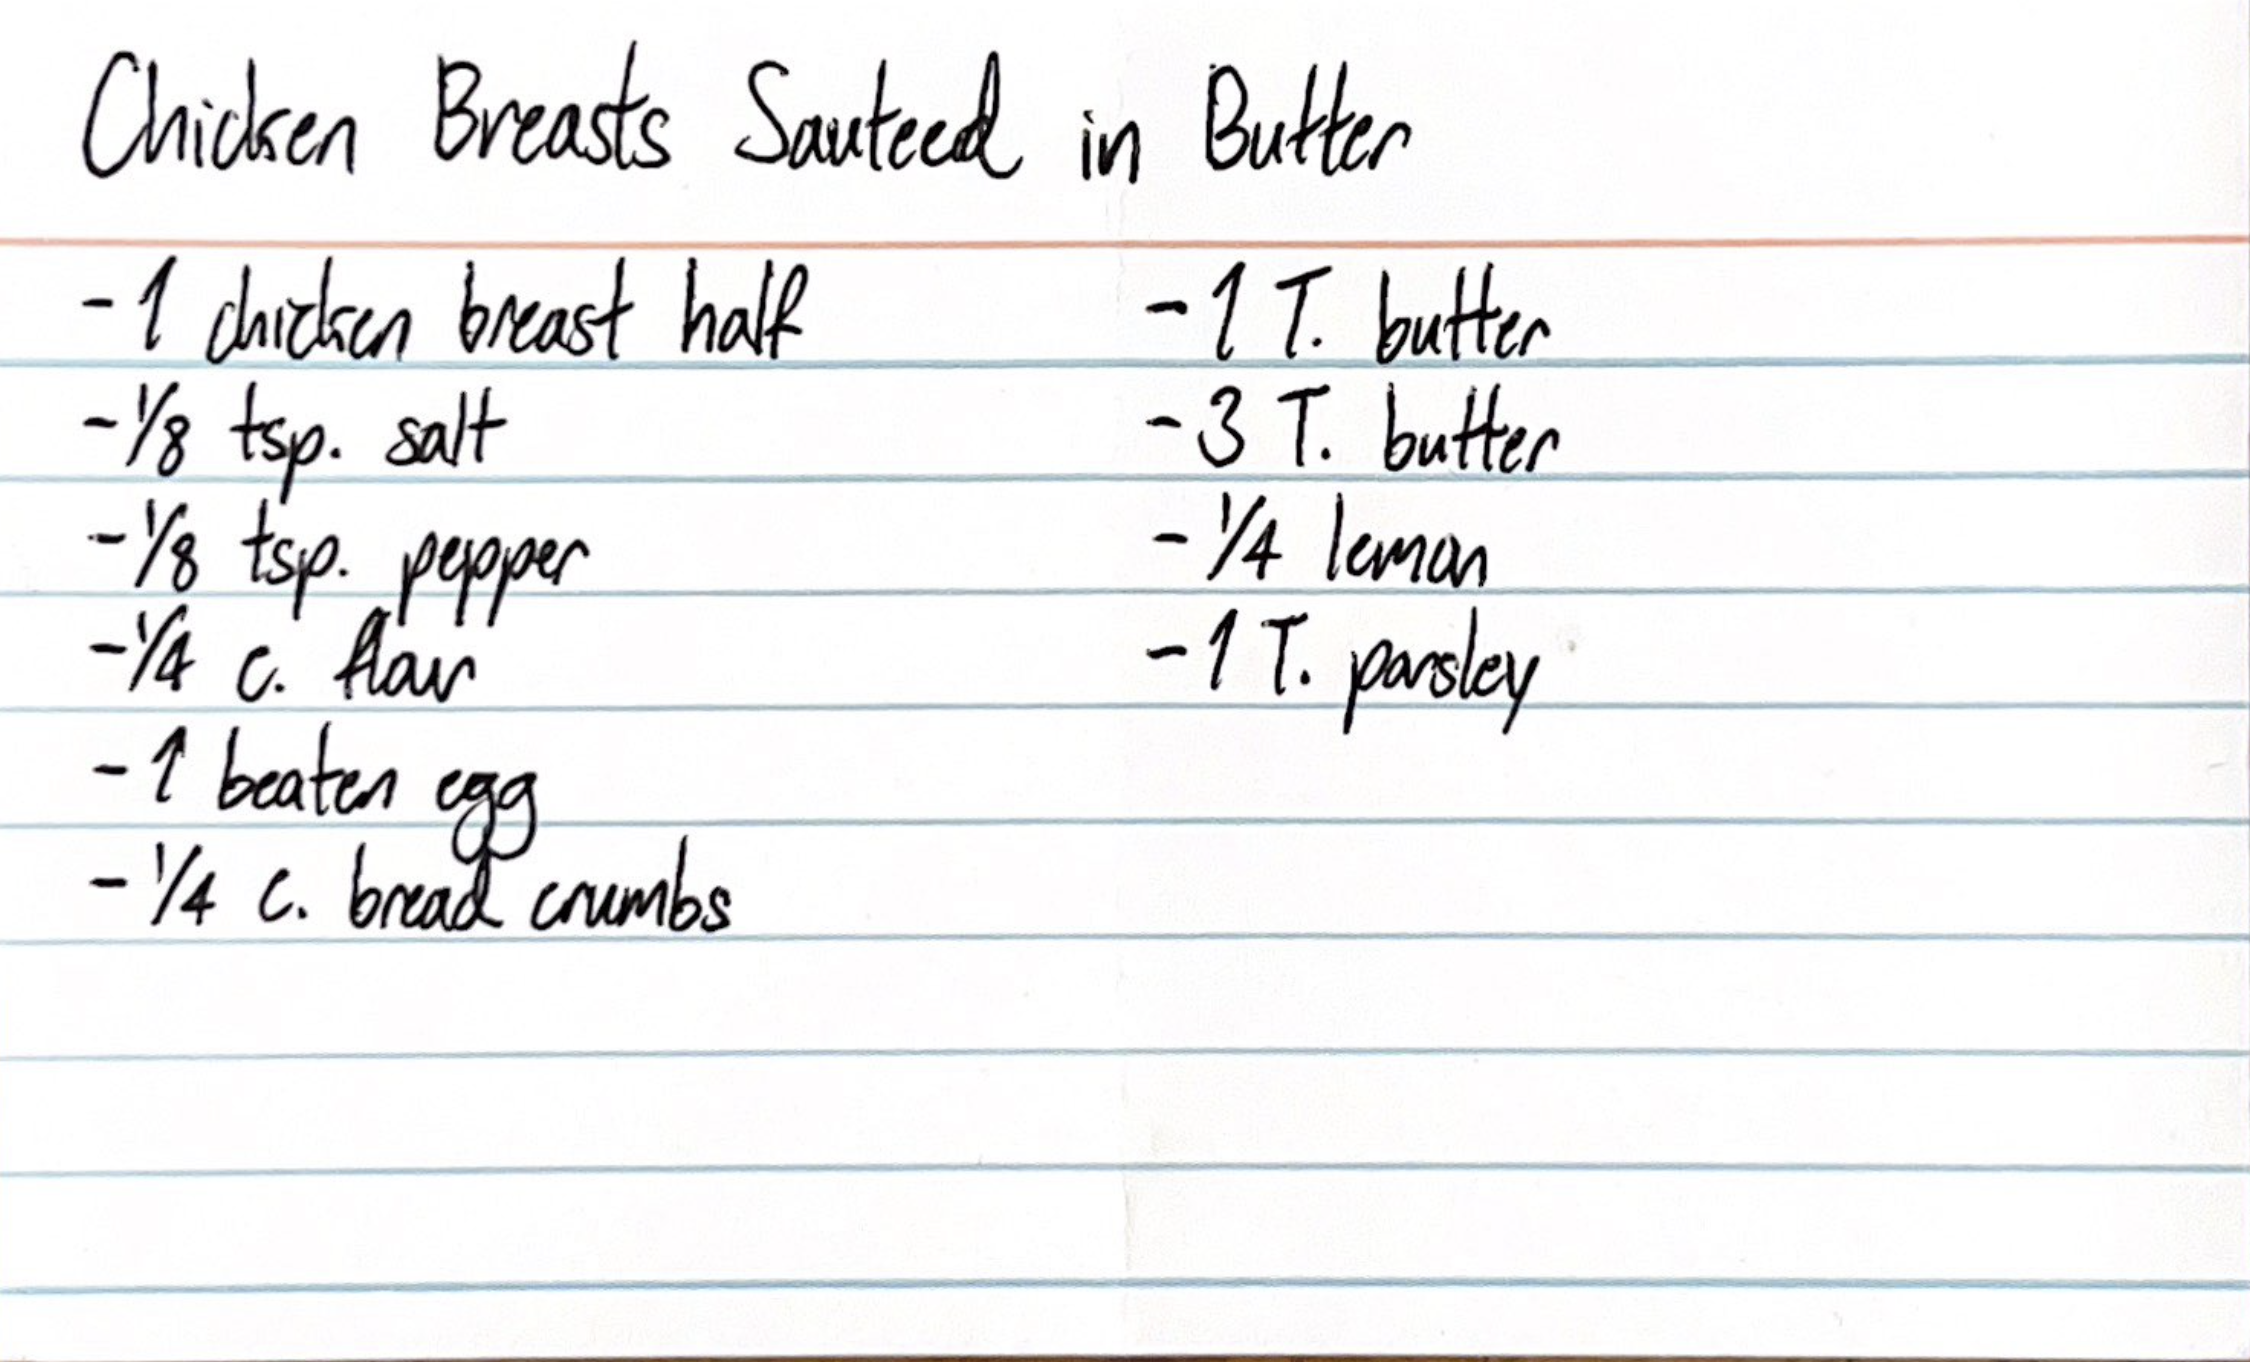 Chicken Breasts Sauteed in Butter
- 1 chicken breast half
- 1/8 tsp. salt
- 1/8 tsp. pepper
- 1/4 c. flour
- 1 beaten egg
- 1/4 c. bread crumbs
- 1 T. butter
- 3 T. butter
- 1/4 lemon
- 1 T. parsley